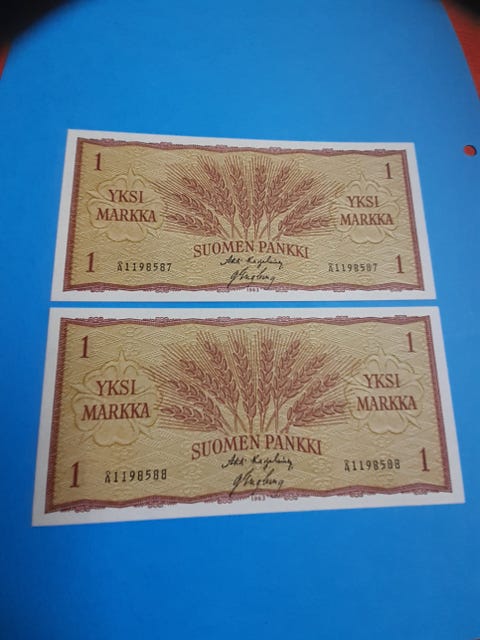 1 1
YKSI MARKKA YKSI MARKKA
SUOMEN PANKKI
1 1198587 1198587 1
1963
1 1
YKSI MARKKA YKSI MARKKA
SUOMEN PANKKI
1 1198588 1198588 1
1963